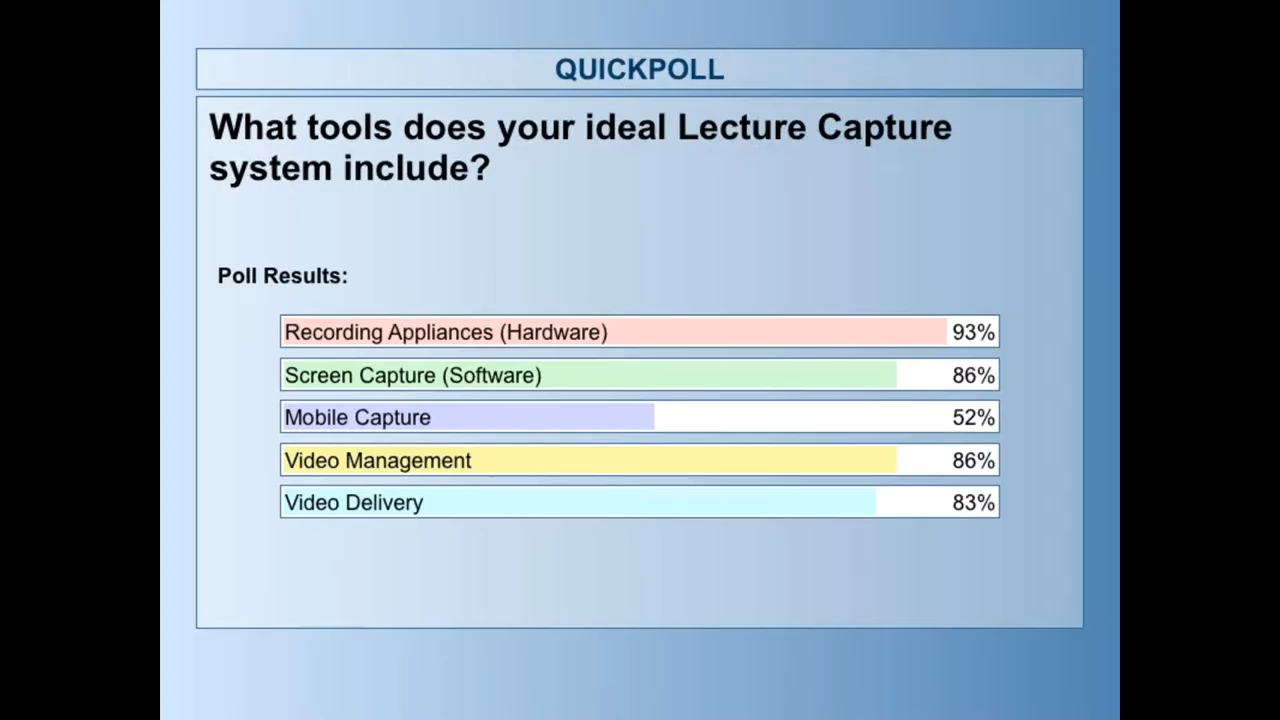 QUICKPOLL
What tools does your ideal Lecture Capture
system include?
Poll Results:
Recording Appliances (Hardware) 93%
Screen Capture (Software) 86%
Mobile Capture 52%
Video Management 86%
Video Delivery 83%